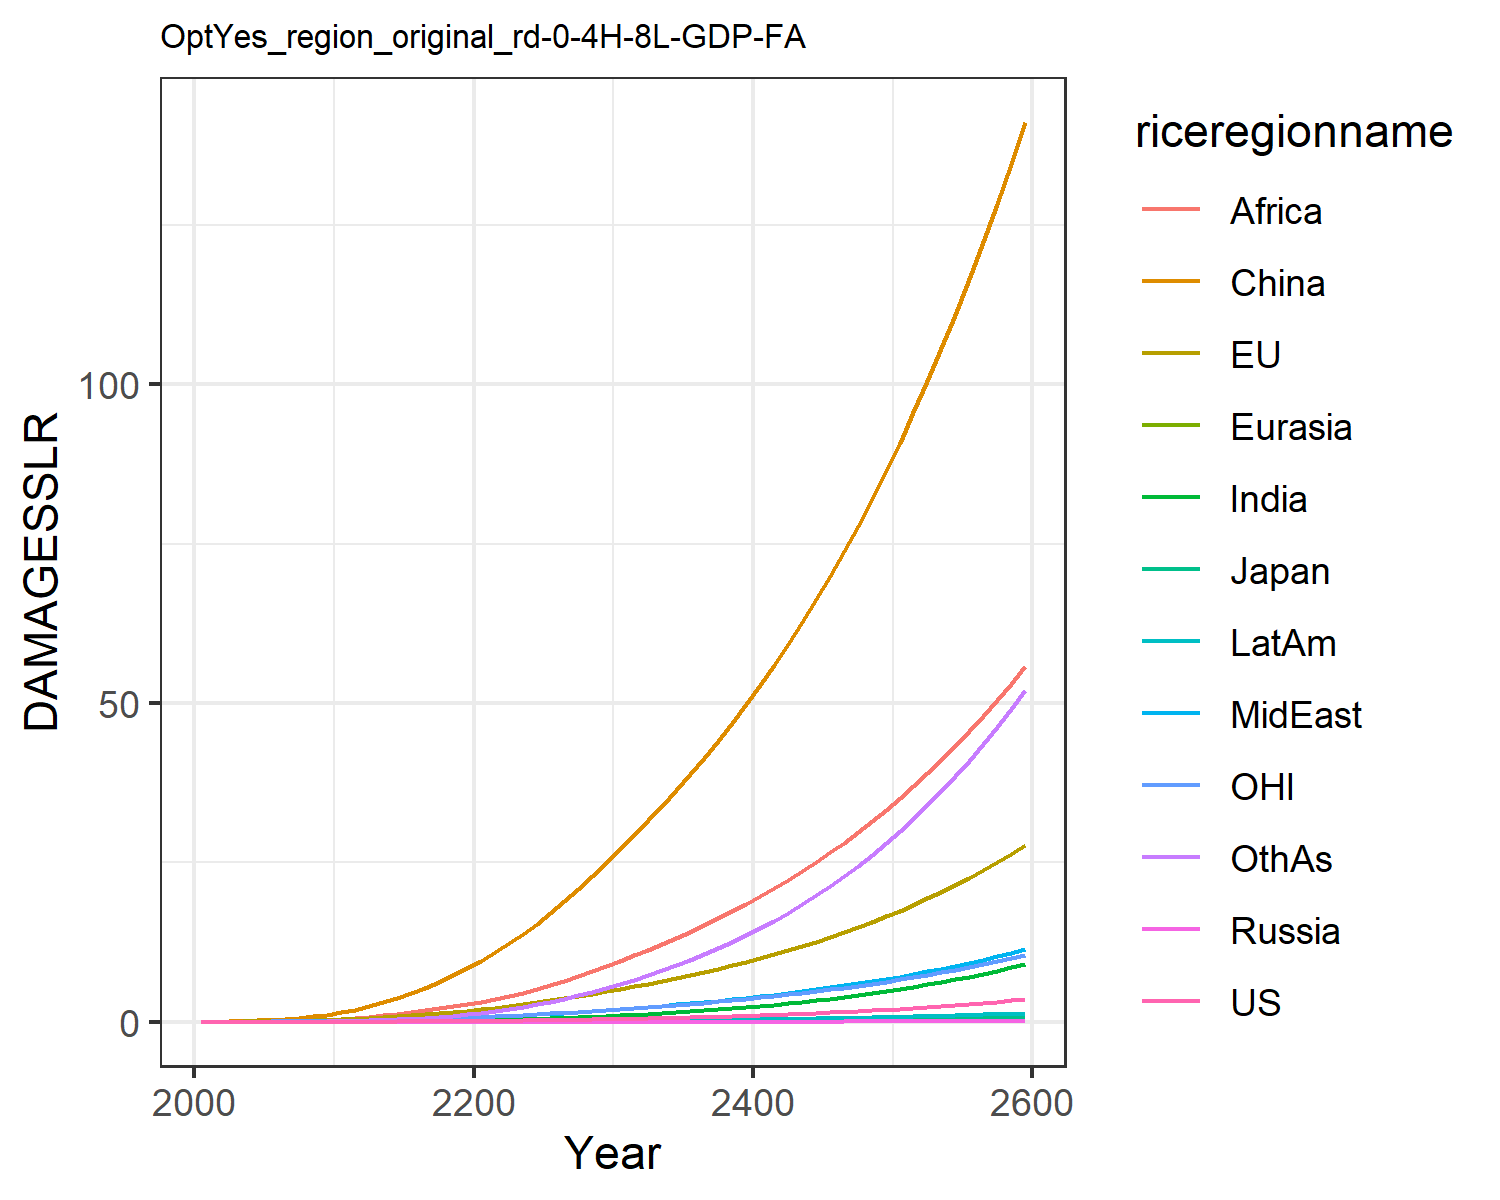 OptYes_region_original_rd-0-4H-8L-GDP-FA
DAMAGESSLR
100
50
0
2000
2200
2400
2600
Year
riceregionname
Africa
China
EU
Eurasia
India
Japan
LatAm
MidEast
OHI
OthAs
Russia
US